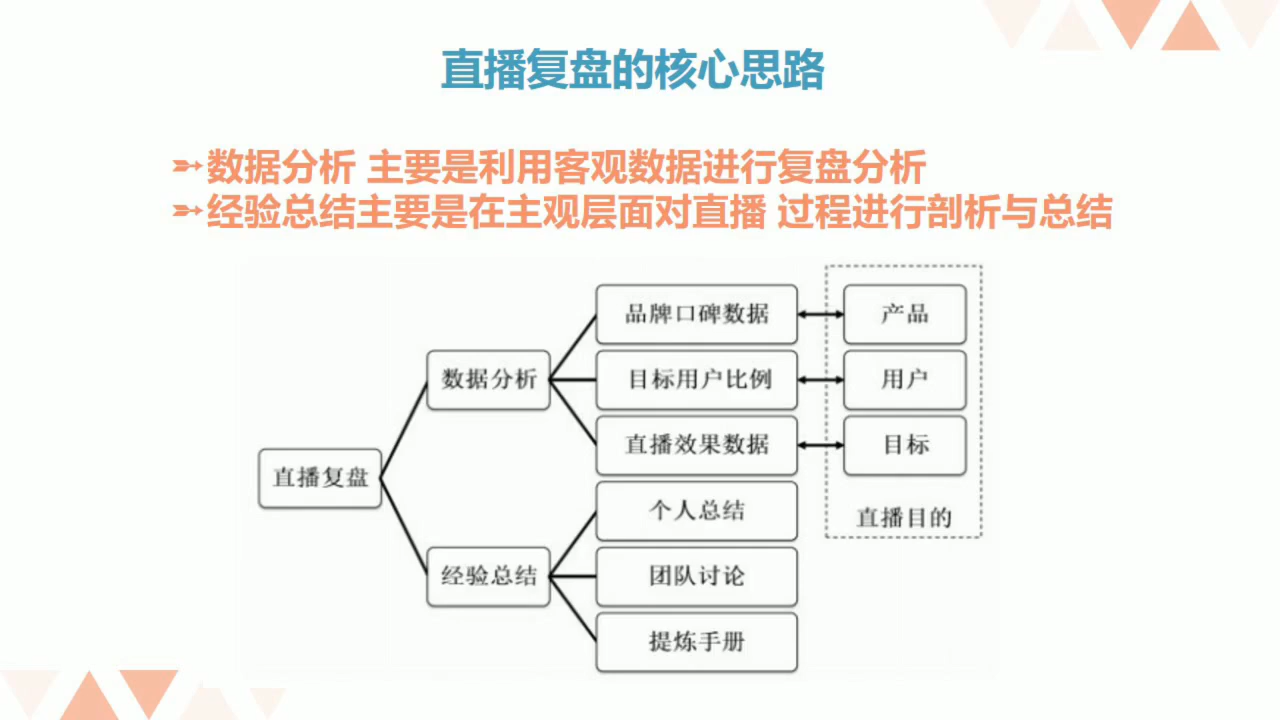 直播复盘的核心思路
➵数据分析 主要是利用客观数据进行复盘分析
➵经验总结主要是在主观层面对直播 过程进行剖析与总结
品牌口碑数据
产品
数据分析
目标用户比例
用户
直播效果数据
目标
直播复盘
个人总结
直播目的
经验总结
团队讨论
提炼手册